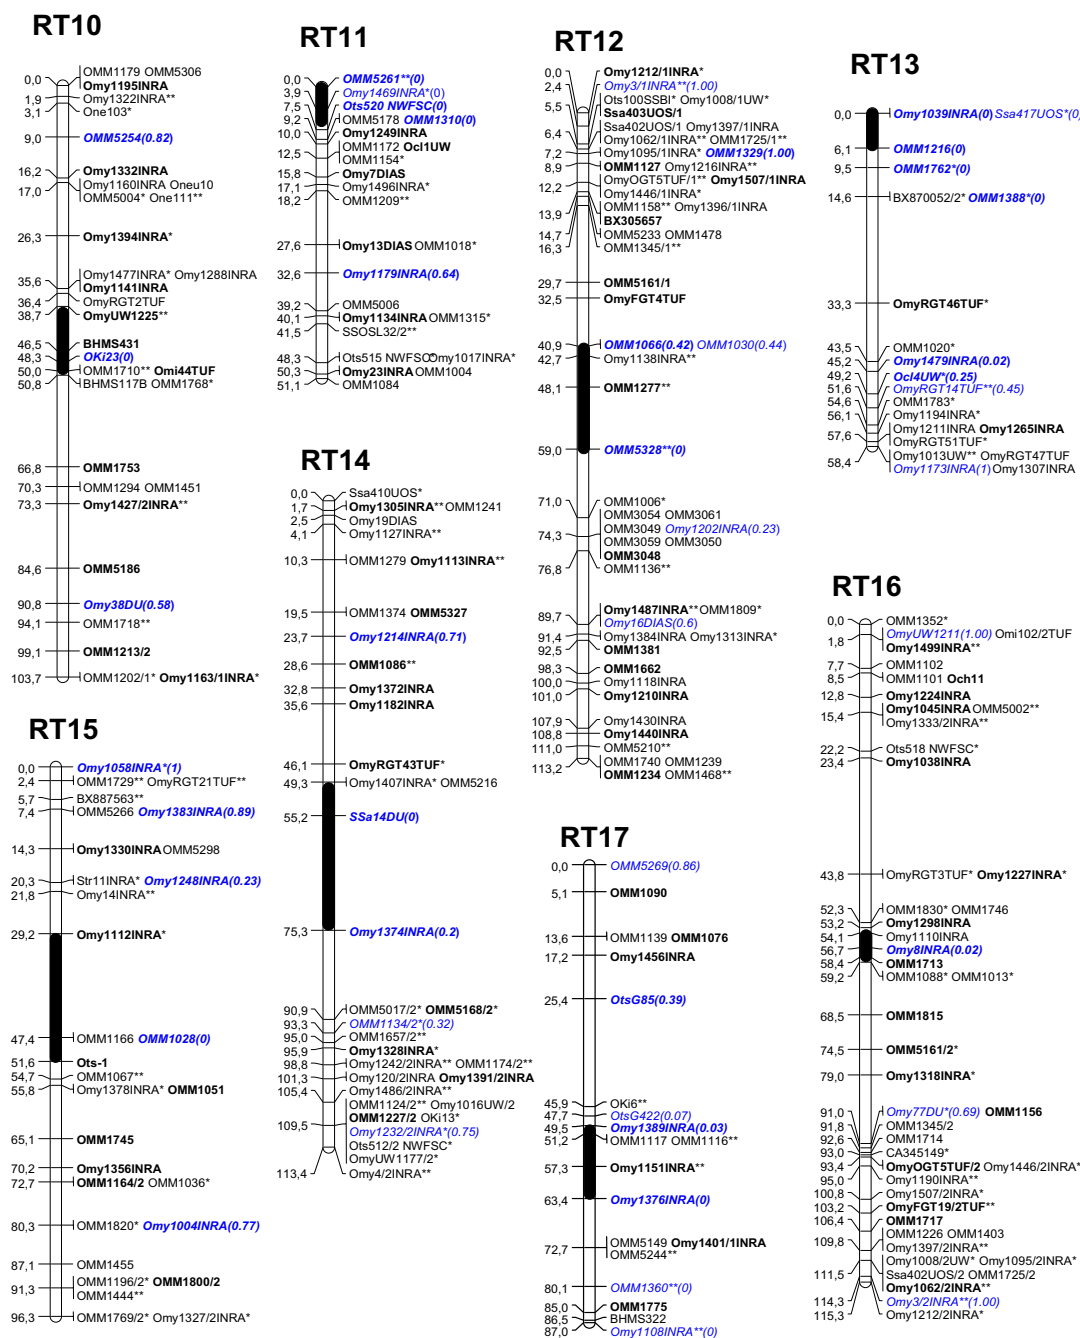 RT10
OMM1179 OMM5306
0,0 Omy1195INRA
1,9 Omy1322INRA**
3,1 One103*
9,0 OMM5254(0.82)
16,2 Omy1332INRA
Omy1160INRA Oneu10
17,0 OMM5004* One111**
26,3 Omy1394INRA*
Omy1477INRA* Omy1288INRA
35,6 Omy1141INRA
36,4 OmyRGT2TUF
38,7 OmyUW1225**
46,5 BHMS431
48,3 OKi23(0)
50,0 OMM1710** Omi44TUF
50,8 BHMS117B OMM1768*
66,8 OMM1753
70,3 OMM1294 OMM1451
73,3 Omy1427/2INRA**
84,6 OMM5186
90,8 Omy38DU(0.58)
94,1 OMM1718**
99,1 OMM1213/2
103,7 OMM1202/1* Omy1163/1INRA*
RT11
0,0 OMM5261**(0)
3,9 Omy1469INRA*(0)
7,5 Ots520 NWFSC(0)
9,2 OMM5178 OMM1310(0)
10,0 Omy1249INRA
OMM1172 Ocl1UW
12,5 OMM1154*
15,8 Omy7DIAS
17,1 Omy1496INRA*
18,2 OMM1209**
27,6 Omy13DIAS OMM1018*
32,6 Omy1179INRA(0.64)
39,2 OMM5006
40,1 Omy1134INRA OMM1315*
41,5 SSOSL32/2**
48,3 Ots515 NWFSC Omy1017INRA*
50,3 Omy23INRA OMM1004
51,1 OMM1084
RT12
0,0 Omy1212/1INRA*
2,4 Omy3/1INRA**(1.00)
Ots100SSBI* Omy1008/1UW*
5,5 Ssa403UOS/1
Ssa402UOS/1 Omy1397/1INRA
6,4 Omy1062/1INRA** OMM1725/1**
7,2 Omy1095/1INRA* OMM1329(1.00)
8,9 OMM1127 Omy1216INRA**
OmyOGT5TUF/1** Omy1507/1INRA
12,2 Omy1446/1INRA*
OMM1158** Omy1396/1INRA
13,9 BX305657
14,7 OMM5233 OMM1478
16,3 OMM1345/1**
29,7 OMM5161/1
32,5 OmyFGT4TUF
40,9 OMM1066(0.42) OMM1030(0.44)
42,7 Omy1138INRA**
48,1 OMM1277**
59,0 OMM5328**(0)
71,0 OMM1006*
OMM3054 OMM3061
74,3 OMM3049 Omy1202INRA(0.23)
OMM3059 OMM3050
OMM3048
76,8 OMM1136**
Omy1487INRA** OMM1809*
89,7 Omy16DIAS(0.6)
91,4 Omy1384INRA Omy1313INRA*
92,5 OMM1381
98,3 OMM1662
100,0 Omy1118INRA
101,0 Omy1210INRA
107,9 Omy1430INRA
108,8 Omy1440INRA
111,0 OMM5210**
OMM1740 OMM1239
113,2 OMM1234 OMM1468**
RT13
0,0 Omy1039INRA(0) Ssa417UOS*(0)
6,1 OMM1216(0)
9,5 OMM1762*(0)
14,6 BX870052/2* OMM1388*(0)
33,3 OmyRGT46TUF*
43,5 OMM1020*
45,2 Omy1479INRA(0.02)
49,2 Ocl4UW*(0.25)
51,6 OmyRGT14TUF**(0.45)
54,6 OMM1783*
56,1 Omy1194INRA*
Omy1211INRA Omy1265INRA
57,6 OmyRGT51TUF*
Omy1013UW** OmyRGT47TUF
58,4 Omy1173INRA(1) Omy1307INRA
RT14
0,0 Ssa410UOS*
1,7 Omy1305INRA** OMM1241
2,5 Omy19DIAS
4,1 Omy1127INRA**
10,3 OMM1279 Omy1113INRA**
19,5 OMM1374 OMM5327
23,7 Omy1214INRA(0.71)
28,6 OMM1086**
32,8 Omy1372INRA
35,6 Omy1182INRA
46,1 OmyRGT43TUF*
49,3 Omy1407INRA* OMM5216
55,2 SSa14DU(0)
75,3 Omy1374INRA(0.2)
90,9 OMM5017/2* OMM5168/2*
93,3 OMM1134/2*(0.32)
95,0 OMM1657/2**
95,9 Omy1328INRA*
98,8 Omy1242/2INRA** OMM1174/2**
101,3 Omy120/2INRA Omy1391/2INRA
105,4 Omy1486/2INRA**
OMM1124/2** Omy1016UW/2
OMM1227/2 OKi13*
109,5 Omy1232/2INRA*(0.75)
Ots512/2 NWFSC*
OmyUW1177/2*
113,4 Omy4/2INRA**
RT15
0,0 Omy1058INRA*(1)
2,4 OMM1729** OmyRGT21TUF**
5,7 BX887563**
7,4 OMM5266 Omy1383INRA(0.89)
14,3 Omy1330INRA OMM5298
20,3 Str11INRA* Omy1248INRA(0.23)
21,8 Omy14INRA**
29,2 Omy1112INRA*
47,4 OMM1166 OMM1028(0)
51,6 Ots-1
54,7 OMM1067**
55,8 Omy1378INRA* OMM1051
65,1 OMM1745
70,2 Omy1356INRA
72,7 OMM1164/2 OMM1036*
80,3 OMM1820* Omy1004INRA(0.77)
87,1 OMM1455
OMM1196/2* OMM1800/2
91,3 OMM1444**
96,3 OMM1769/2* Omy1327/2INRA*
RT16
0,0 OMM1352*
OmyUW1211(1.00) Omi102/2TUF
1,8 Omy1499INRA**
7,7 OMM1102
8,5 OMM1101 Och11
12,8 Omy1224INRA
Omy1045INRA OMM5002**
15,4 Omy1333/2INRA**
22,2 Ots518 NWFSC*
23,4 Omy1038INRA
43,8 OmyRGT3TUF* Omy1227INRA*
52,3 OMM1830* OMM1746
53,2 Omy1298INRA
54,1 Omy1110INRA
56,7 Omy8INRA(0.02)
58,4 OMM1713
59,2 OMM1088* OMM1013*
68,5 OMM1815
74,5 OMM5161/2*
79,0 Omy1318INRA*
91,0 Omy77DU*(0.69) OMM1156
91,8 OMM1345/2
92,6 OMM1714
93,0 CA345149*
93,4 OmyOGT5TUF/2 Omy1446/2INRA*
95,0 Omy1190INRA**
100,8 Omy1507/2INRA*
103,2 OmyFGT19/2TUF**
106,4 OMM1717
OMM1226 OMM1403
109,8 Omy1397/2INRA**
Omy1008/2UW* Omy1095/2INRA*
111,5 Ssa402UOS/2 OMM1725/2
Omy1062/2INRA**
114,3 Omy3/2INRA**(1.00)
115,3 Omy1212/2INRA*
RT17
0,0 OMM5269(0.86)
5,1 OMM1090
13,6 OMM1139 OMM1076
17,2 Omy1456INRA
25,4 OtsG85(0.39)
45,9 OKi6**
47,7 OtsG422(0.07)
49,5 Omy1389INRA(0.03)
51,2 OMM1117 OMM1116**
57,3 Omy1151INRA**
63,4 Omy1376INRA(0)
72,7 OMM5149 Omy1401/1INRA
OMM5244**
80,1 OMM1360**(0)
85,0 OMM1775
86,5 BHMS322
87,0 Omy1108INRA**(0)